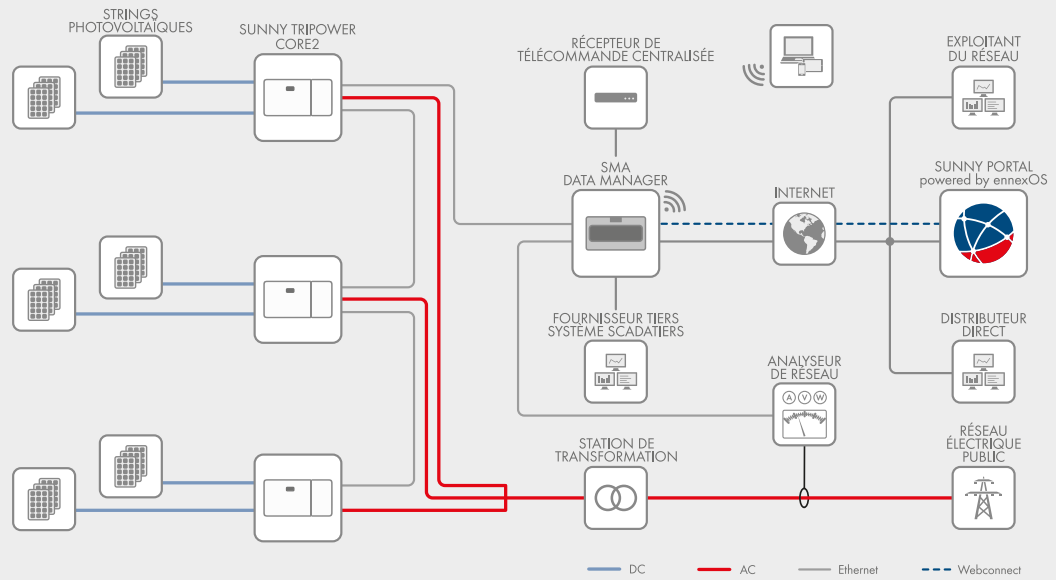 STRINGS
PHOTOVOLTAÏQUES
SUNNY TRIPOWER
CORE2
RÉCEPTEUR DE
TÉLÉCOMMANDE CENTRALISÉE
EXPLOITANT
DU RÉSEAU
SMA
DATA MANAGER
INTERNET
SUNNY PORTAL
powered by ennexOS
FOURNISSEUR TIERS
SYSTÈME SCADATIERS
ANALYSEUR
DE RÉSEAU
A V W
DISTRIBUTEUR
DIRECT
STATION DE
TRANSFORMATION
RÉSEAU
ÉLECTRIQUE
PUBLIC
DC
AC
Ethernet
Webconnect